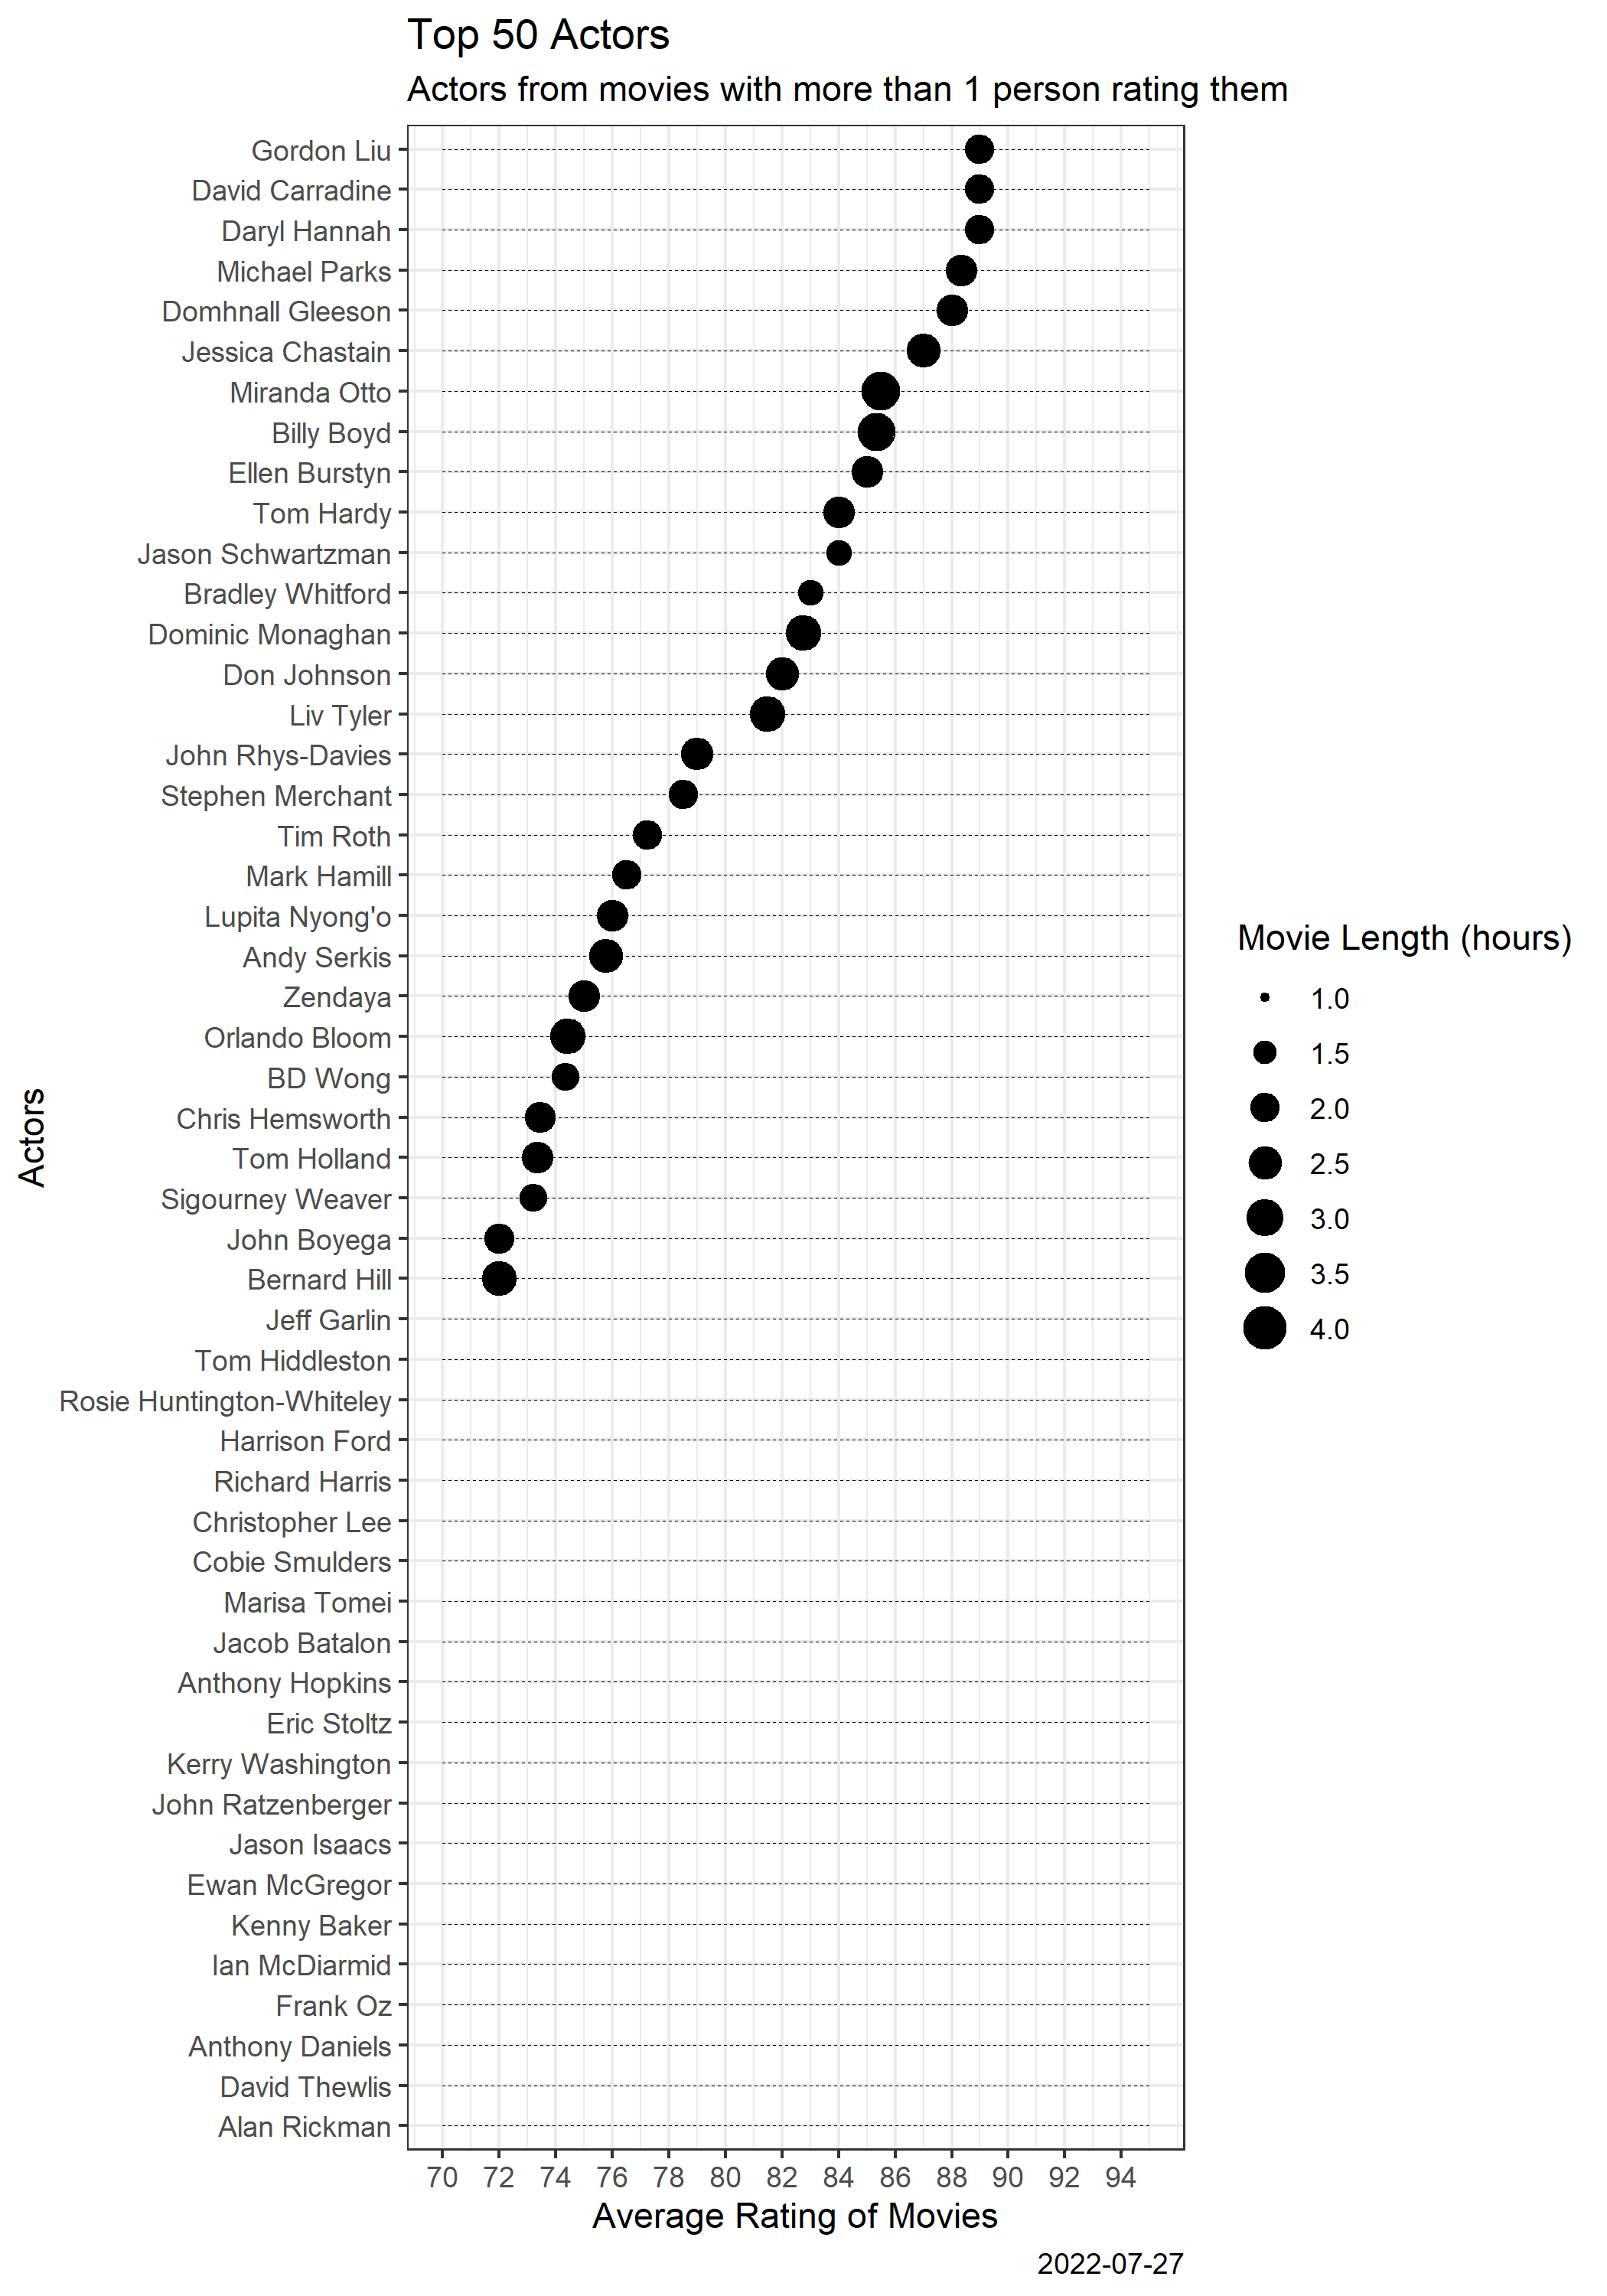 Top 50 Actors
Actors from movies with more than 1 person rating them
Gordon Liu
David Carradine
Daryl Hannah
Michael Parks
Domhnall Gleeson
Jessica Chastain
Miranda Otto
Billy Boyd
Ellen Burstyn
Tom Hardy
Jason Schwartzman
Bradley Whitford
Dominic Monaghan
Don Johnson
Liv Tyler
John Rhys-Davies
Stephen Merchant
Tim Roth
Mark Hamill
Lupita Nyong'o
Andy Serkis
Zendaya
Orlando Bloom
BD Wong
Chris Hemsworth
Tom Holland
Sigourney Weaver
John Boyega
Bernard Hill
Jeff Garlin
Tom Hiddleston
Rosie Huntington-Whiteley
Harrison Ford
Richard Harris
Christopher Lee
Cobie Smulders
Marisa Tomei
Jacob Batalon
Anthony Hopkins
Eric Stoltz
Kerry Washington
John Ratzenberger
Jason Isaacs
Ewan McGregor
Kenny Baker
Ian McDiarmid
Frank Oz
Anthony Daniels
David Thewlis
Alan Rickman
Actors
70 72 74 76 78 80 82 84 86 88 90 92 94
Average Rating of Movies
2022-07-27
Movie Length (hours)
1.0
1.5
2.0
2.5
3.0
3.5
4.0